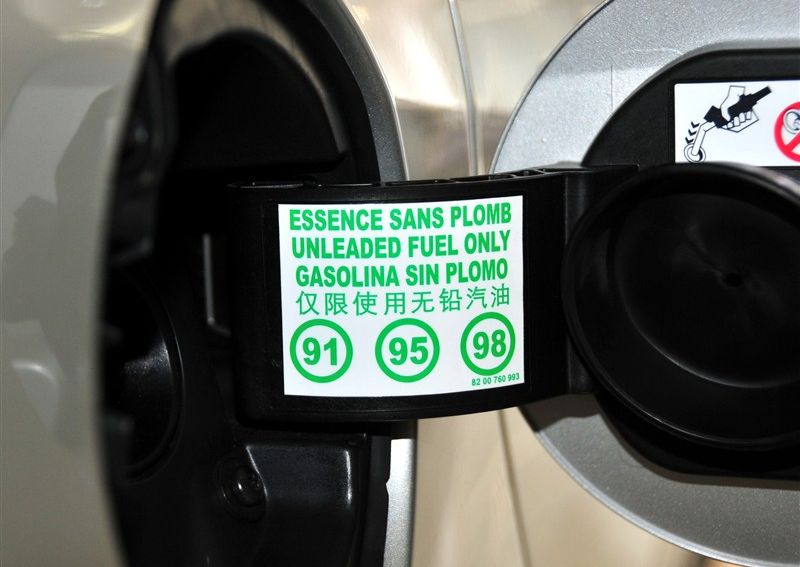 ESSENCE SANS PLOMB
UNLEADED FUEL ONLY
GASOLINA SIN PLOMO
仅限使用无铅汽油
91 95 98
82 00 760 993